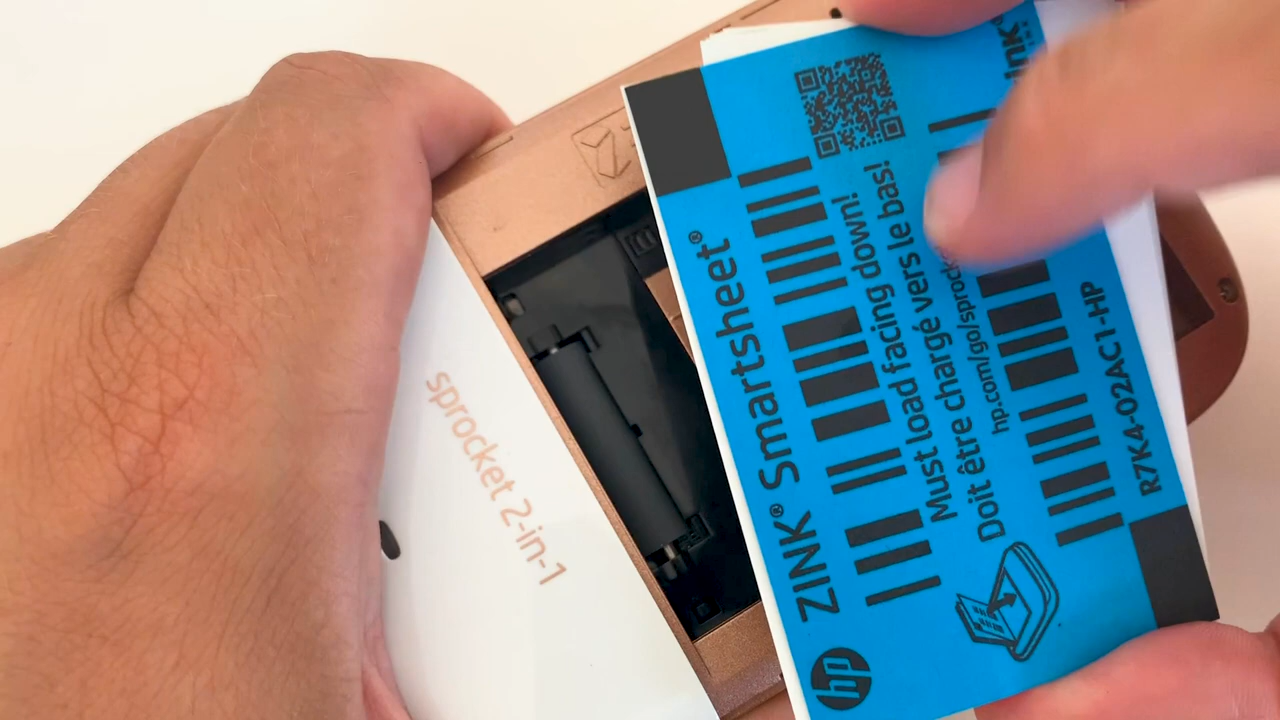 sprocket 2-in-1
hp ZINK® Smartsheet®
Must load facing down!
Doit être chargé vers le bas!
hp.com/go/sprock
R7K4-02AC1-HP